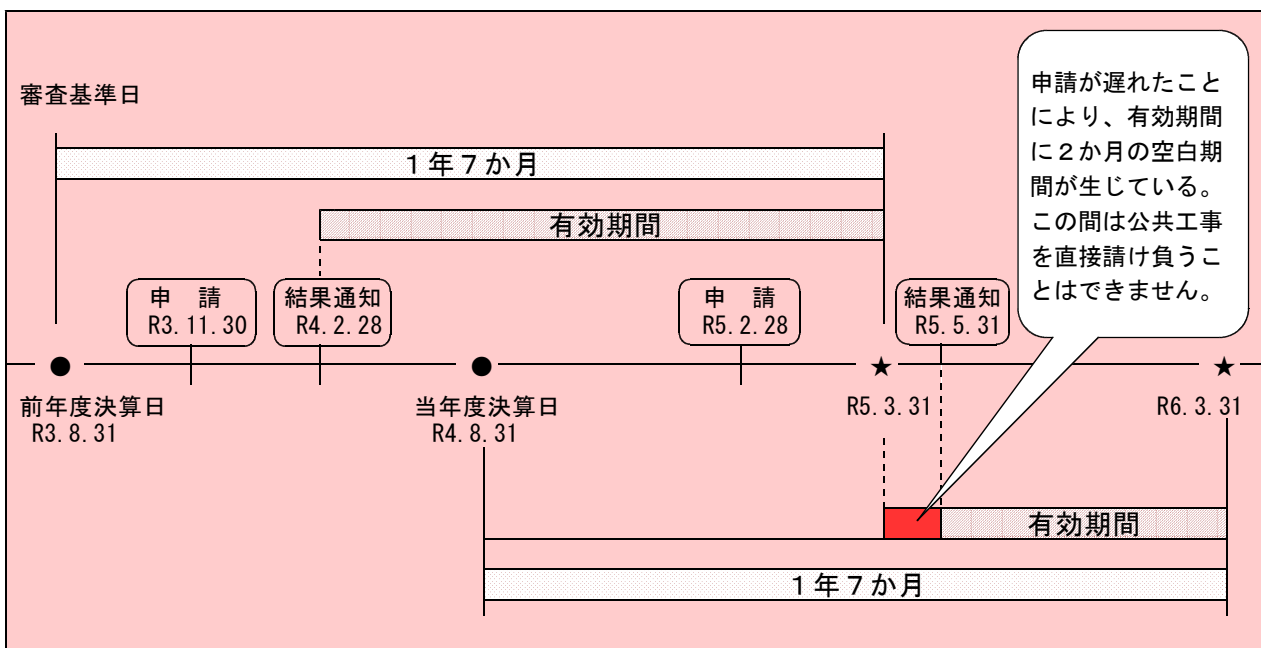 審査基準日
1年7か月
有効期間
申請が遅れたこと
により、有効期間
に2か月の空白期
間が生じている。
この間は公共工事
を直接請け負うこ
とはできません。
申 請
R3.11.30
結果通知
R4.2.28
申 請
R5.2.28
結果通知
R5.5.31
前年度決算日
R3.8.31
当年度決算日
R4.8.31
R5.3.31
R6.3.31
有効期間
1年7か月